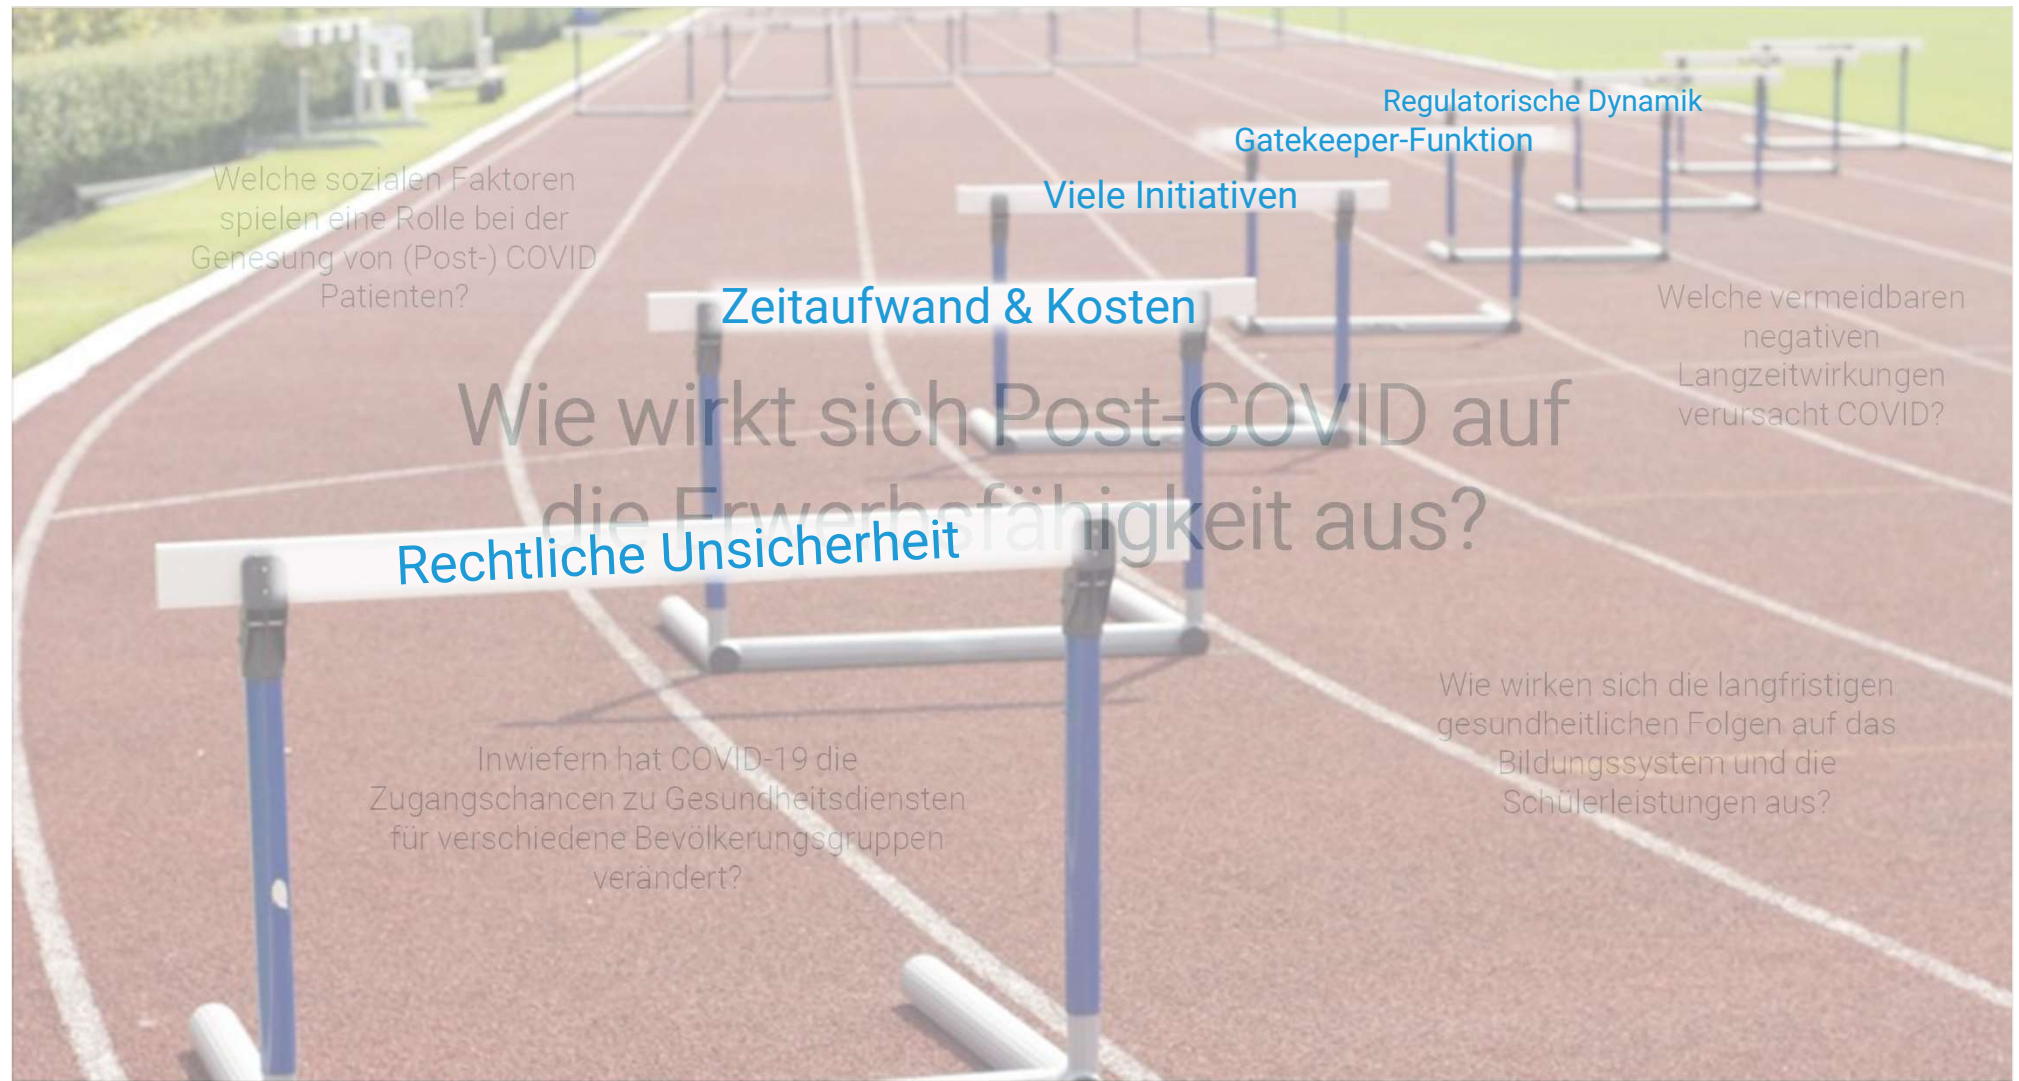 Regulatorische Dynamik
Gatekeeper-Funktion
Viele Initiativen
Welche sozialen Faktoren
spielen eine Rolle bei der
Genesung von (Post-) COVID
Patienten?
Zeitaufwand & Kosten
Welche vermeidbaren
negativen
Langzeitwirkungen
verursacht COVID?
Wie wirkt sich Post-COVID auf
die Erwerbsfähigkeit aus?
Rechtliche Unsicherheit
Wie wirken sich die langfristigen
gesundheitlichen Folgen auf das
Bildungssystem und die
Schülerleistungen aus?
Inwiefern hat COVID-19 die
Zugangschancen zu Gesundheitsdiensten
für verschiedene Bevölkerungsgruppen
verändert?